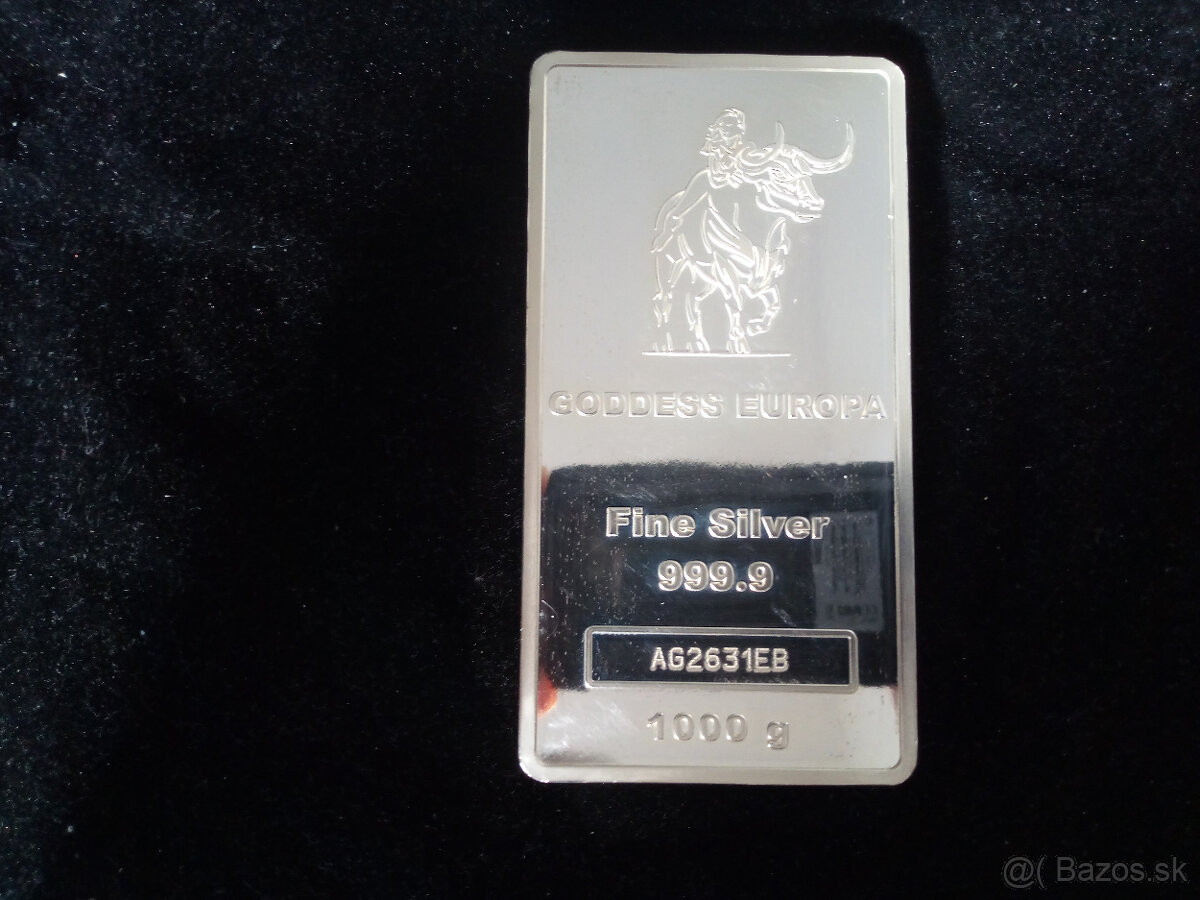 GODDESS EUROPA
Fine Silver
999.9
AG2631EB
1000 g
@( Bazos.sk